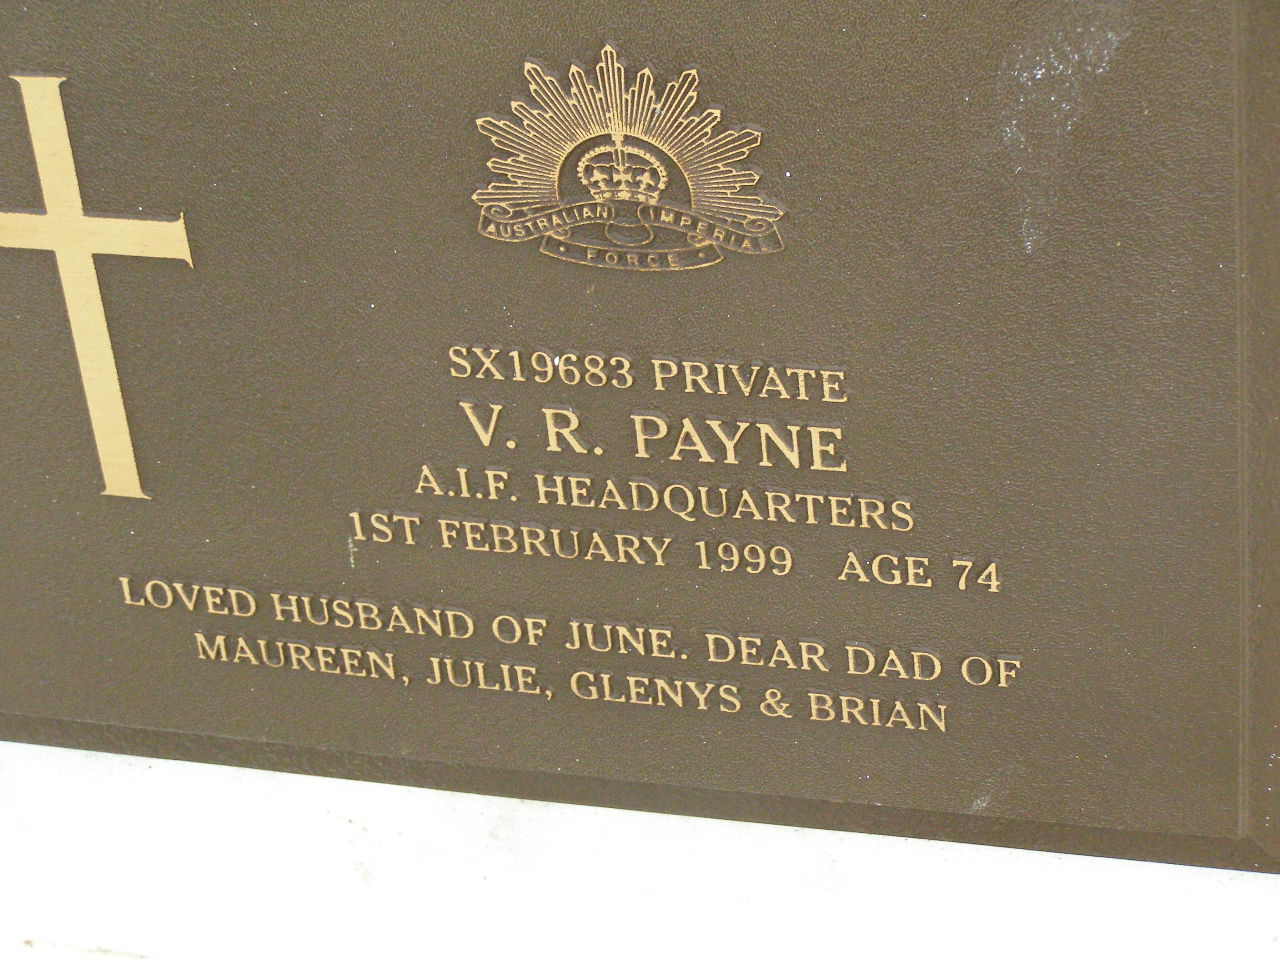 AUSTRALIAN IMPERIAL
FORCE
SX19683 PRIVATE
V. R. PAYNE
A.I.F. HEADQUARTERS
1ST FEBRUARY 1999 AGE 74
LOVED HUSBAND OF JUNE. DEAR DAD OF
MAUREEN, JULIE, GLENYS & BRIAN